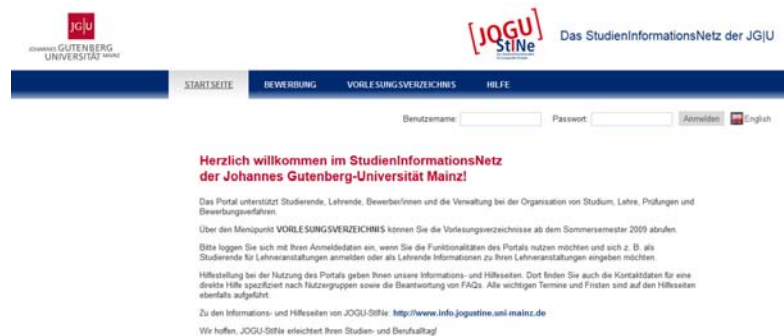 JG|U
JOHANNES GUTENBERG
UNIVERSITÄT MAINZ
[JOGU]
StINe
Das StudienInformationsNetz der JG|U
STARTSEITE BEWERBUNG VORLESUNGSVERZEICHNIS HILFE
Benutzername: Passwort: Anmelden English
Herzlich willkommen im StudienInformationsNetz
der Johannes Gutenberg-Universität Mainz!
Das Portal unterstützt Studierende, Lehrende, Bewerber/innen und die Verwaltung bei der Organisation von Studium, Lehre, Prüfungen und
Bewerbungsverfahren.
Über den Menüpunkt VORLESUNGSVERZEICHNIS können Sie die Vorlesungsverzeichnisse ab dem Sommersemester 2009 abrufen.
Bitte loggen Sie sich mit Ihren Anmeldedaten ein, wenn Sie die Funktionalitäten des Portals nutzen möchten und sich z. B. als
Studierende für Lehrveranstaltungen anmelden oder als Lehrende Informationen zu Ihren Lehrveranstaltungen eingeben möchten.
Hilfestellung bei der Nutzung des Portals geben Ihnen unsere Informations- und Hilfeseiten. Dort finden Sie auch die Kontaktdaten für eine
direkte Hilfe spezifiziert nach Nutzergruppen sowie die Beantwortung von FAQs. Alle wichtigen Termine und Fristen sind auf den Hilfeseiten
ebenfalls aufgeführt.
Zu den Informations- und Hilfeseiten von JOGU-StINe: http://www.info.jogustine.uni-mainz.de
Wir hoffen, JOGU-StINe erleichtert Ihren Studien- und Berufsalltag!